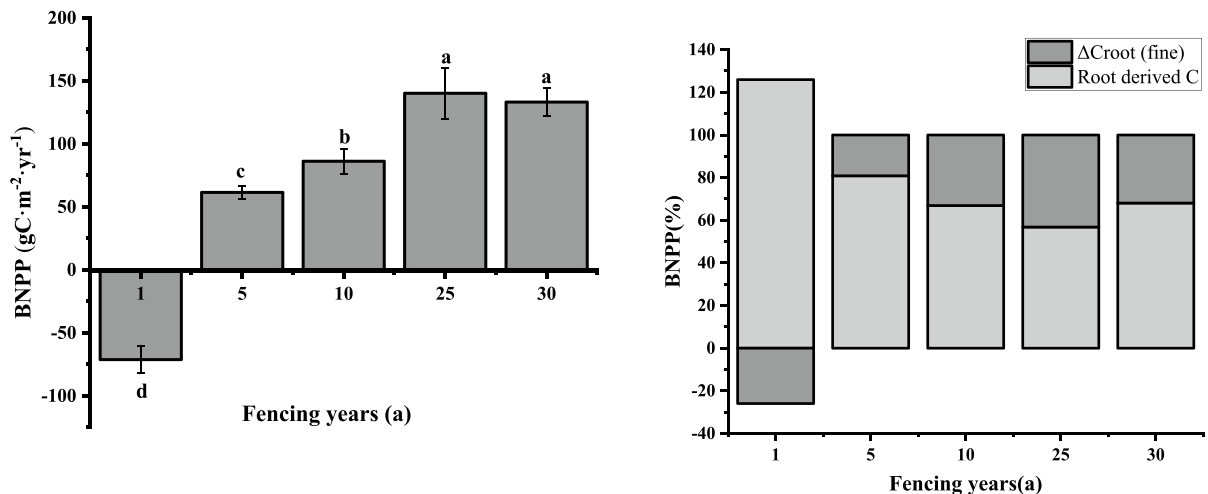 200
150
100
50
0
-50
-100
BNPP (gC·m⁻²·yr⁻¹)
a
a
b
c
d
1
5
10
25
30
Fencing years (a)
140
120
100
80
60
40
20
0
-20
-40
BNPP(%)
ΔCroot (fine)
Root derived C
1
5
10
25
30
Fencing years(a)